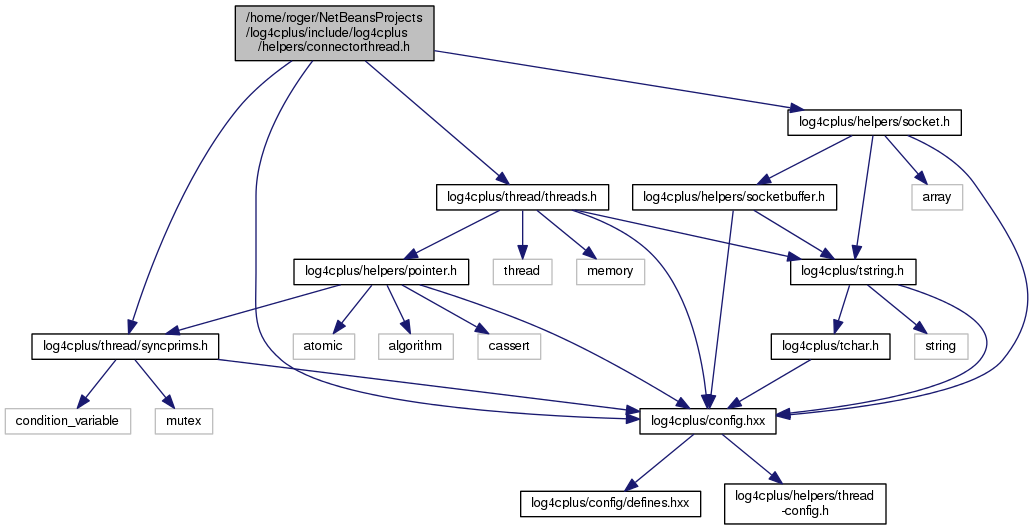 /home/roger/NetBeansProjects
/log4cplus/include/log4cplus
/helpers/connectorthread.h
log4cplus/helpers/socket.h
log4cplus/thread/threads.h
log4cplus/helpers/socketbuffer.h
array
log4cplus/helpers/pointer.h
thread
memory
log4cplus/tstring.h
log4cplus/thread/syncprims.h
atomic
algorithm
cassert
log4cplus/tchar.h
string
condition_variable
mutex
log4cplus/config.hxx
log4cplus/config/defines.hxx
log4cplus/helpers/thread
-config.h